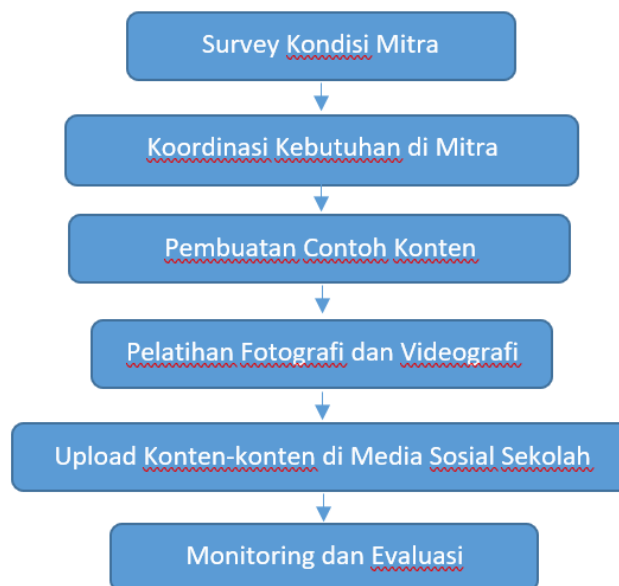 Survey Kondisi Mitra
Koordinasi Kebutuhan di Mitra
Pembuatan Contoh Konten
Pelatihan Fotografi dan Videografi
Upload Konten-konten di Media Sosial Sekolah
Monitoring dan Evaluasi